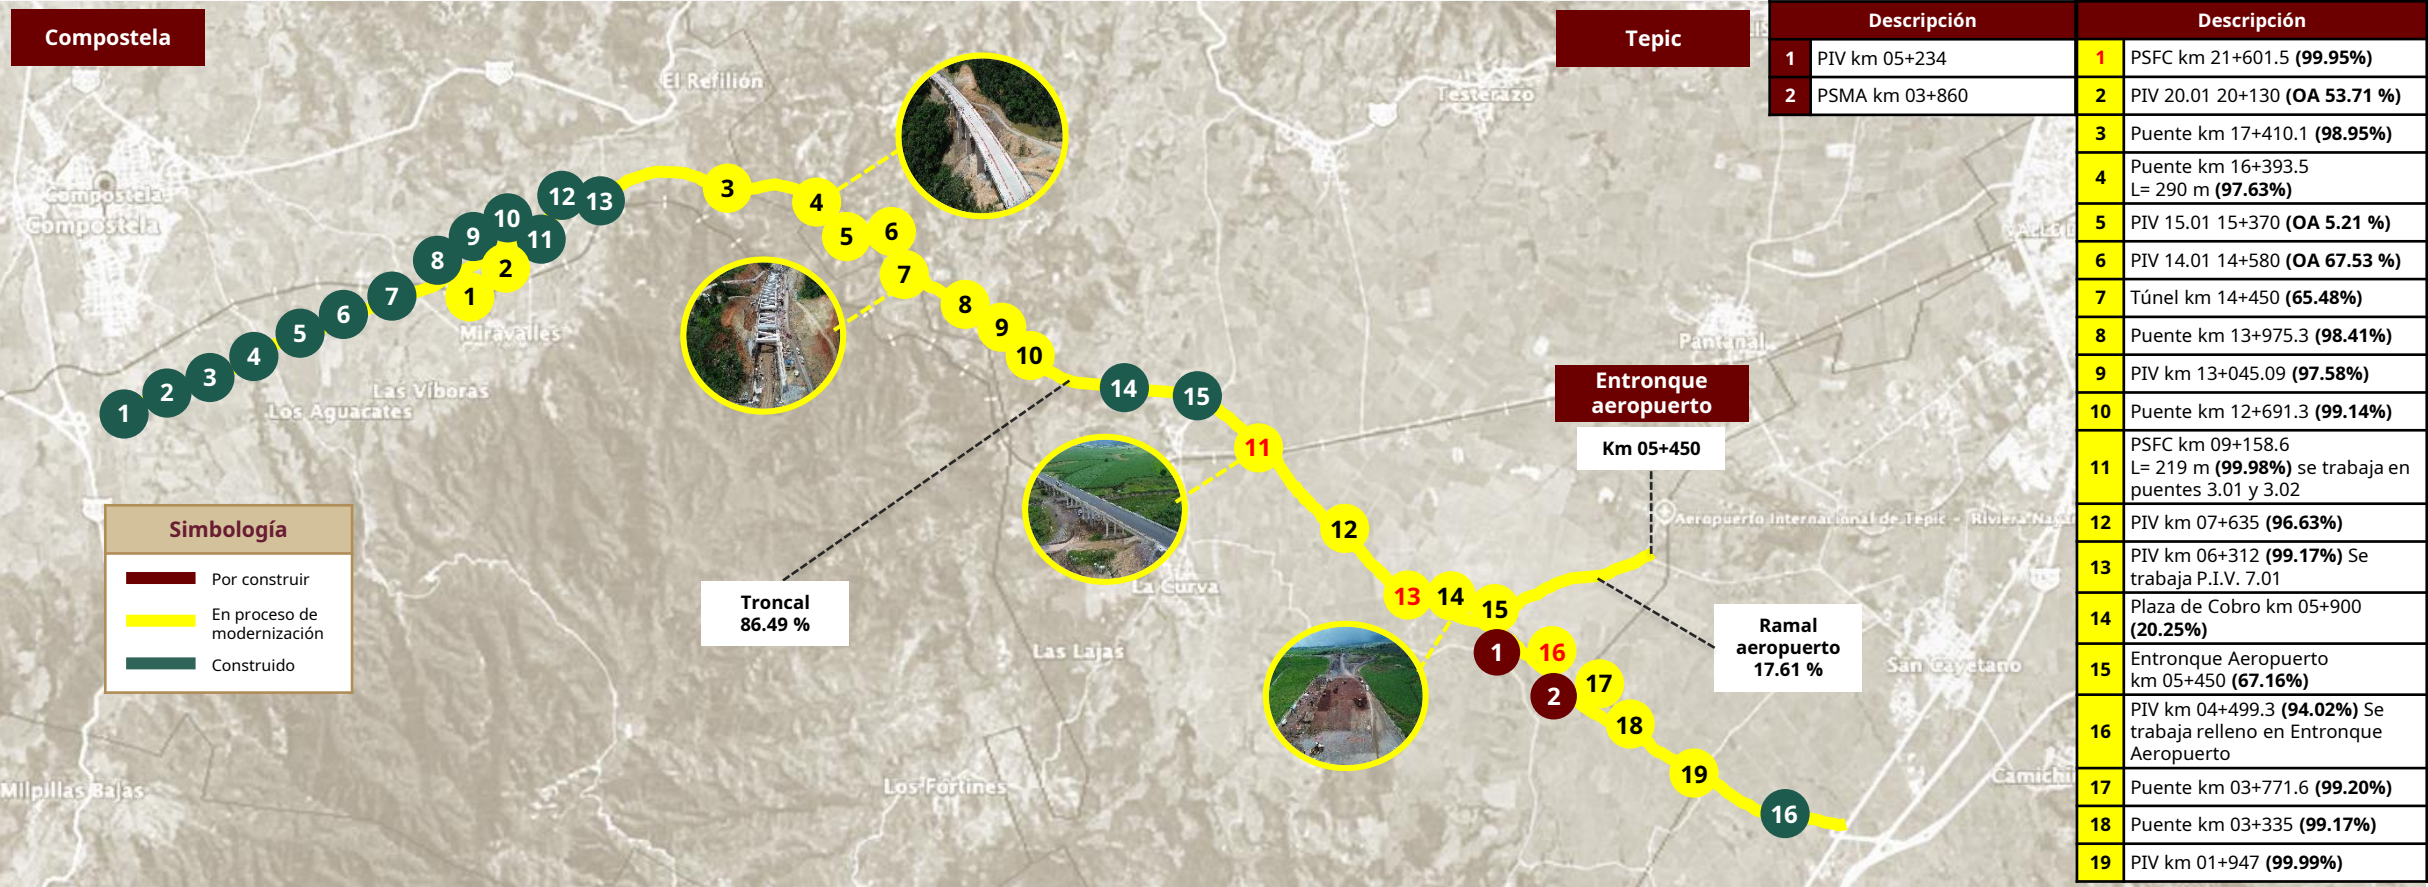 Compostela
Tepic
Descripción
1 PIV km 05+234
2 PSMA km 03+860
Descripción
1 PSFC km 21+601.5 (99.95%)
2 PIV 20.01 20+130 (OA 53.71 %)
3 Puente km 17+410.1 (98.95%)
4 Puente km 16+393.5
L= 290 m (97.63%)
5 PIV 15.01 15+370 (OA 5.21 %)
6 PIV 14.01 14+580 (OA 67.53 %)
7 Túnel km 14+450 (65.48%)
8 Puente km 13+975.3 (98.41%)
9 PIV km 13+045.09 (97.58%)
10 Puente km 12+691.3 (99.14%)
11 PSFC km 09+158.6
L= 219 m (99.98%) se trabaja en
puentes 3.01 y 3.02
12 PIV km 07+635 (96.63%)
13 PIV km 06+312 (99.17%) Se
trabaja P.I.V. 7.01
14 Plaza de Cobro km 05+900
(20.25%)
15 Entronque Aeropuerto
km 05+450 (67.16%)
16 PIV km 04+499.3 (94.02%) Se
trabaja relleno en Entronque
Aeropuerto
17 Puente km 03+771.6 (99.20%)
18 Puente km 03+335 (99.17%)
19 PIV km 01+947 (99.99%)
El Refilión
Testerazo
Compostela
Compostela
12
13
10
9
11
8
2
7
1
6
5
4
3
2
1
3
4
5
6
7
8
9
10
14
15
11
12
13
14
15
1
16
2
17
18
19
16
Miravalles
Las Víboras
Los Aguacates
Pantanal
Entronque
aeropuerto
Km 05+450
Aeropuerto Internacional de Tepic - Riviera
Simbología
Por construir
En proceso de
modernización
Construido
Troncal
86.49 %
La Curva
Las Lajas
Ramal
aeropuerto
17.61 %
San Cayetano
Los Fortines
Milpillas Bajas